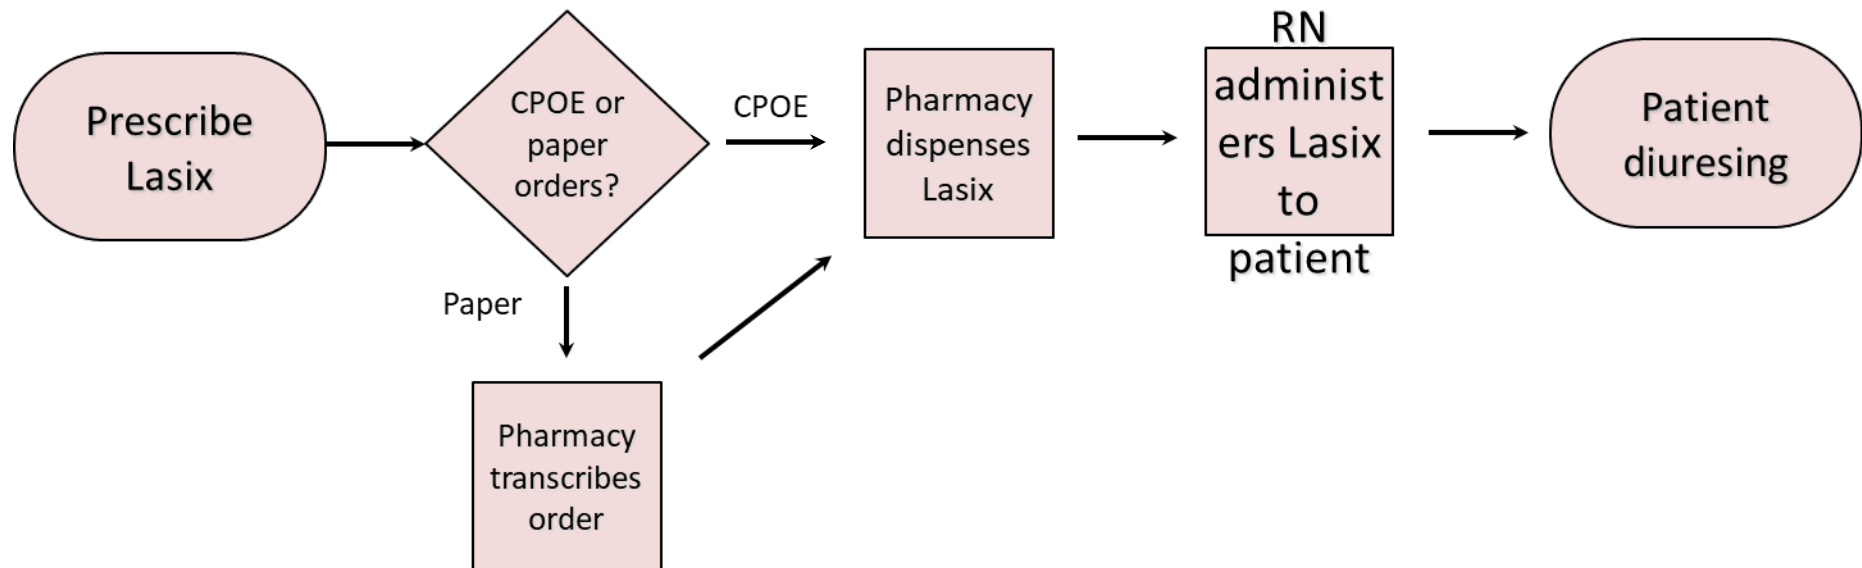 Prescribe
Lasix
CPOE or
paper
orders?
CPOE
Paper
Pharmacy
transcribes
order
Pharmacy
dispenses
Lasix
RN
administ
ers Lasix
to
patient
Patient
diuresing